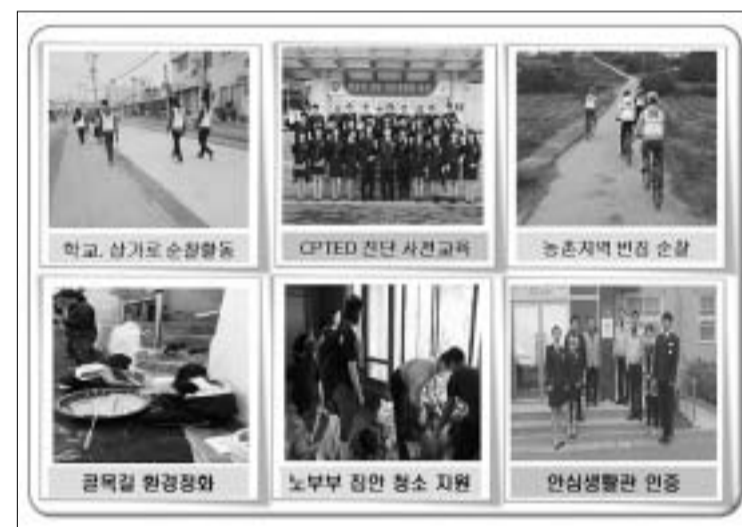 학교, 상가로 순찰활동
CPTED 진단 사전교육
농촌지역 빈집 순찰
골목길 환경정화
노부부 집안 청소 지원
안심생활관 인증